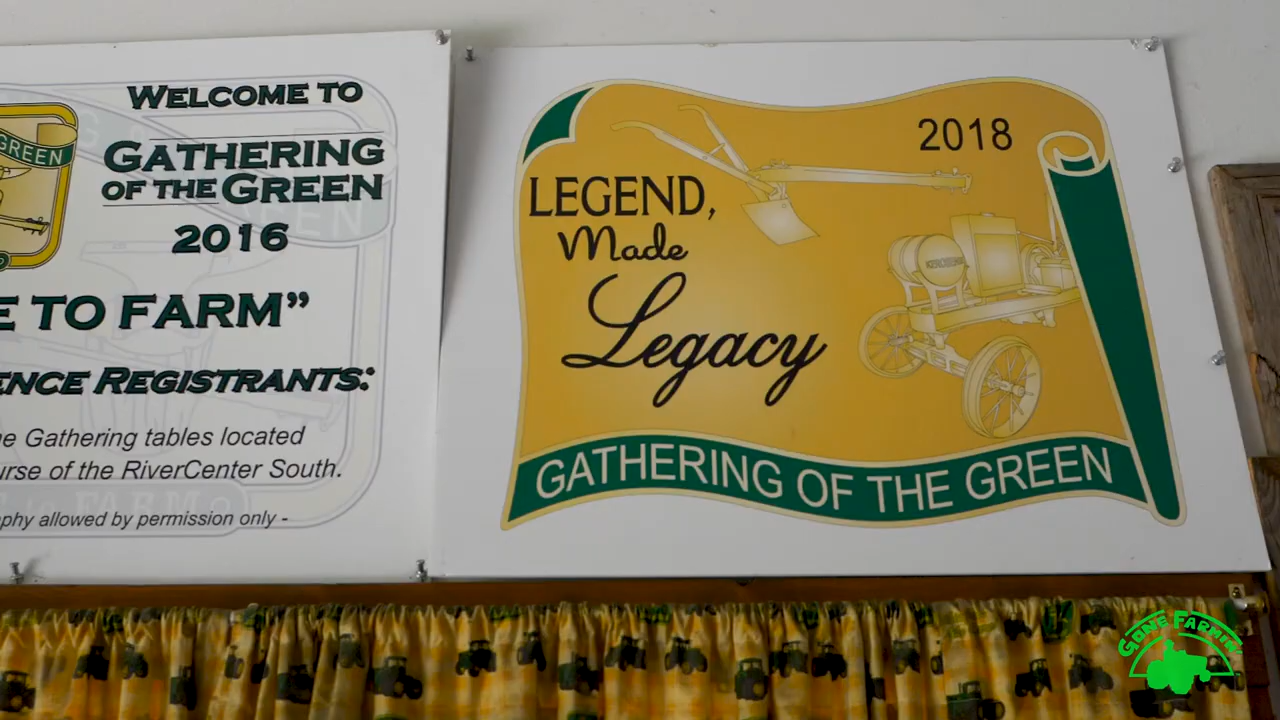 WELCOME TO
GREEN
GATHERING
OF THE GREEN
2016
E TO FARM”
ENCE REGISTRANTS:
e Gathering tables located
urse of the RiverCenter South.
phy allowed by permission only -
2018
LEGEND,
Made
Legacy
GATHERING OF THE GREEN
GONE FARMIN'